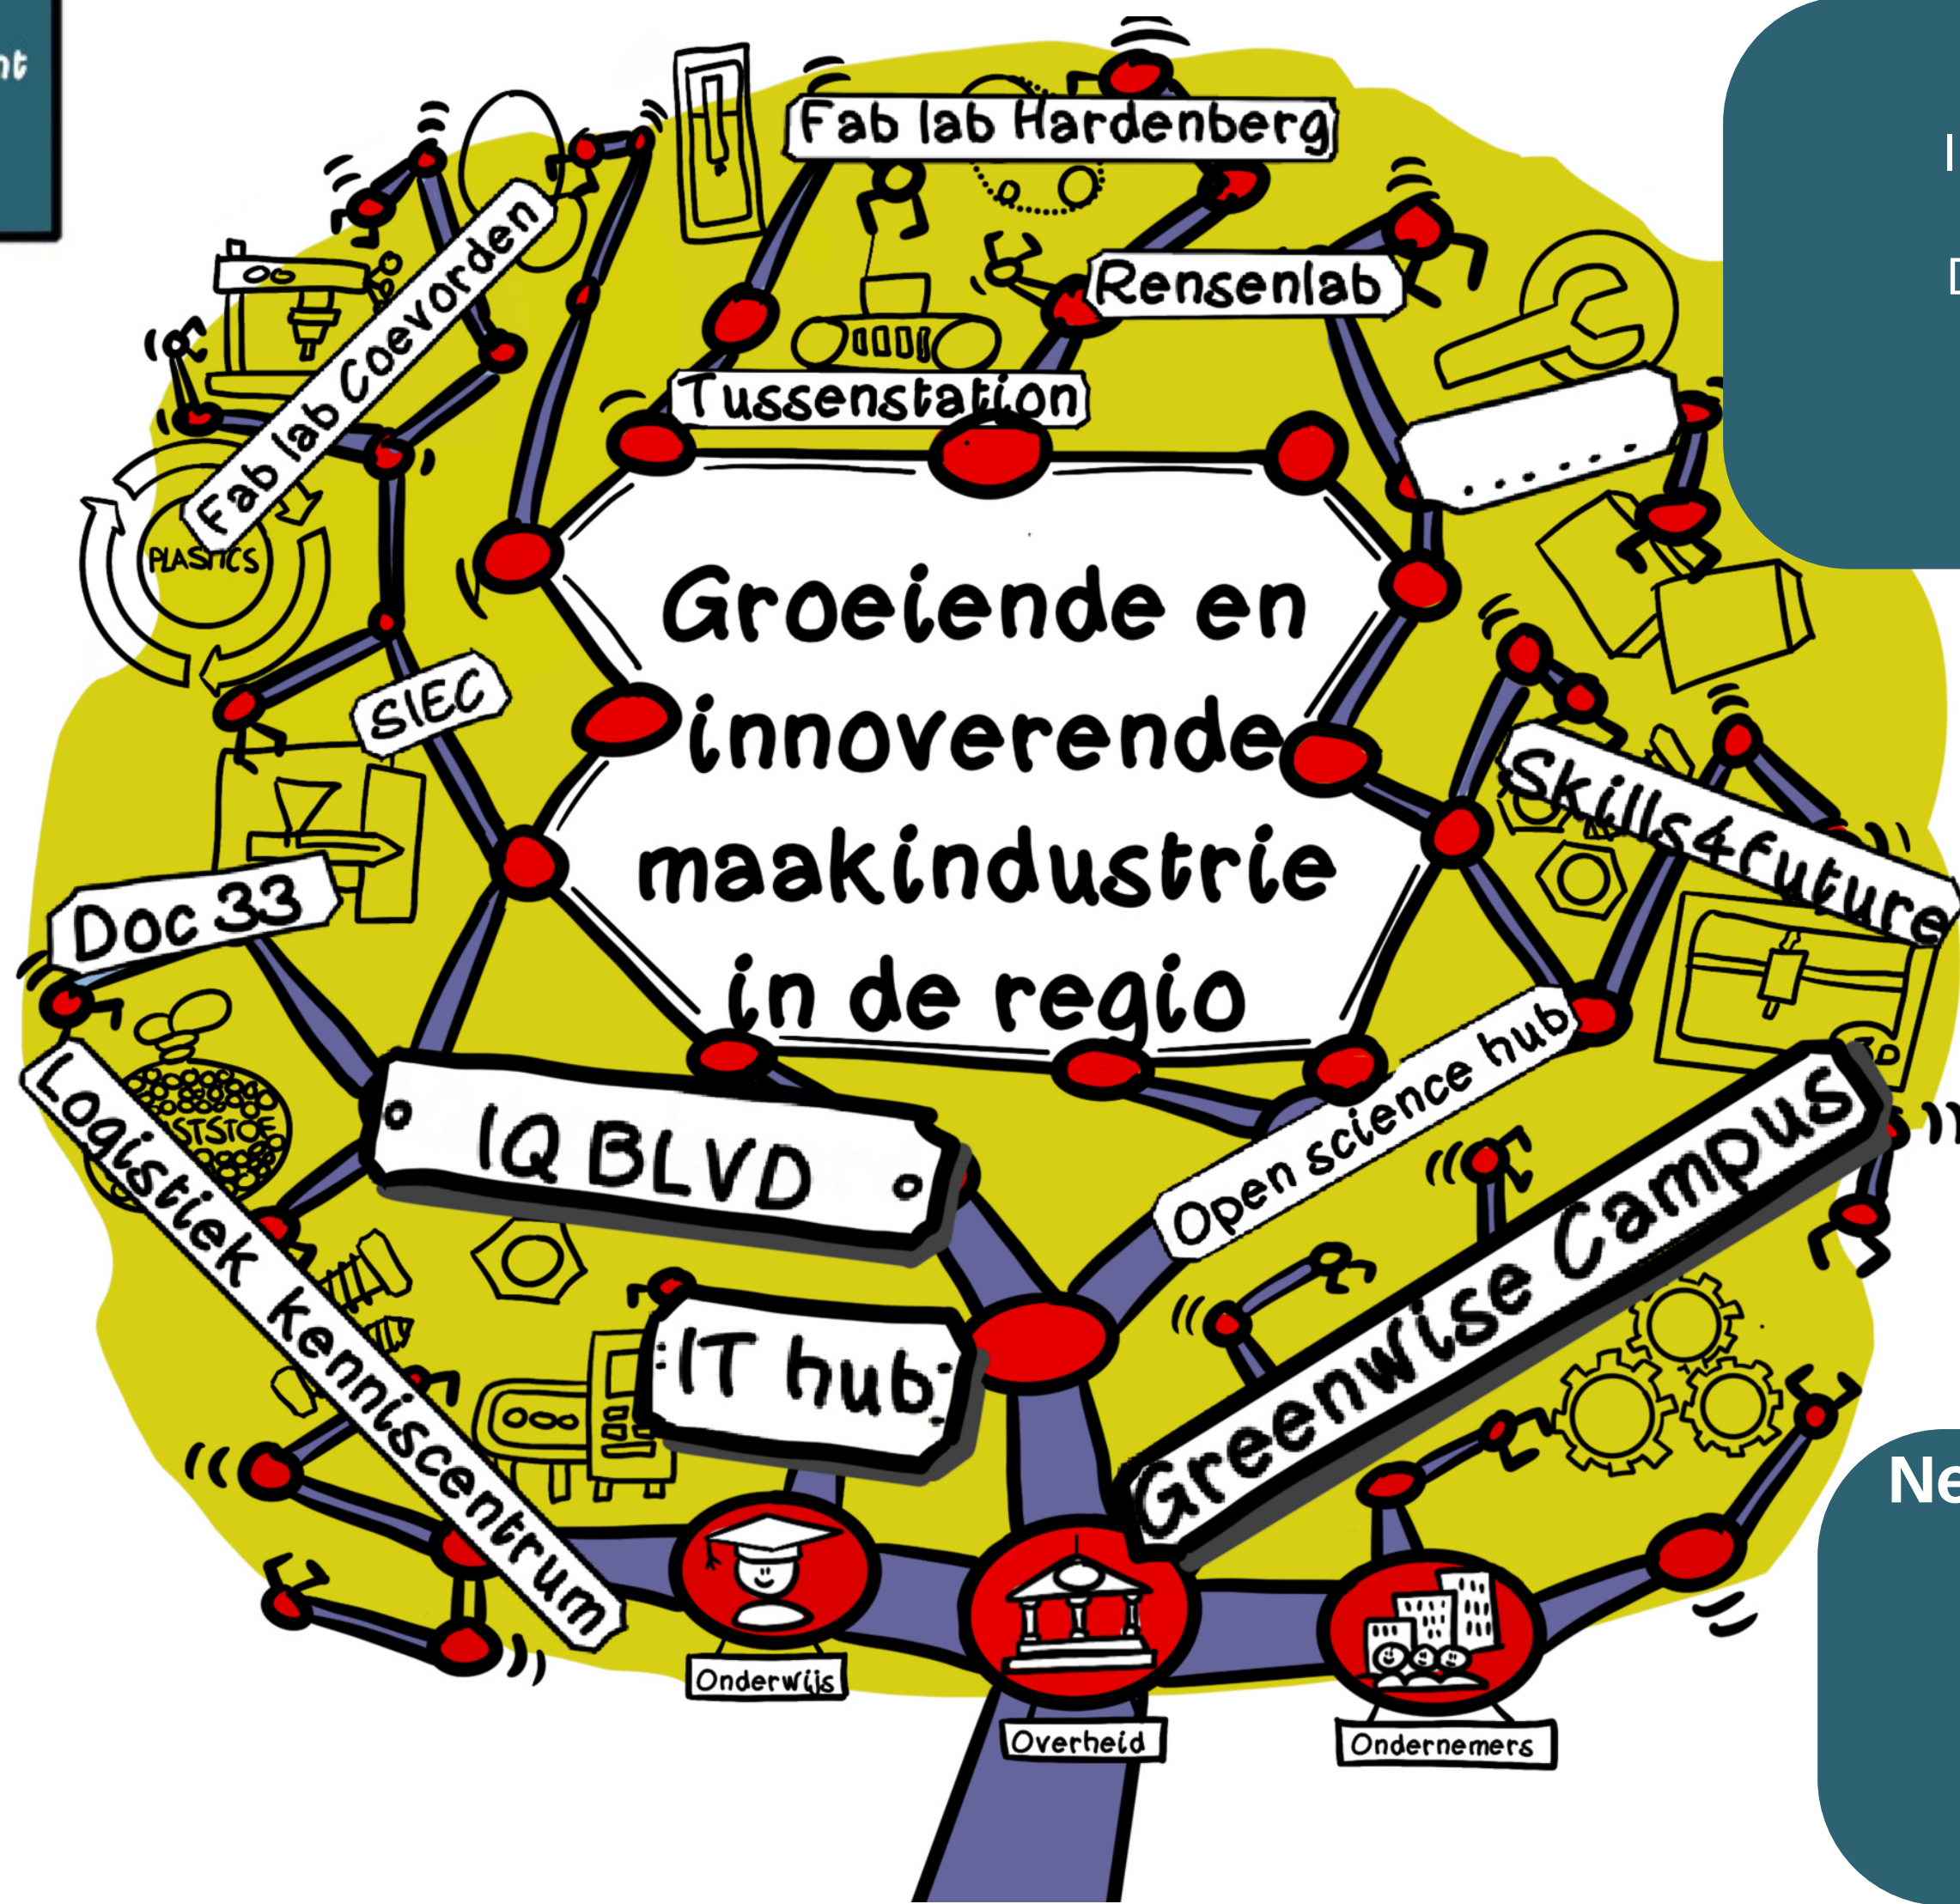 Fab lab Hardenberg
Fab lab Coevorden
Rensenlab
Tussenstation
......
PLASTICS
Groeiende en
innoverende
maakindustrie
in de regio
SIEC
Skills4future
Doc 33
Open science hub
IQ BLVD
Logistiek kenniscentrum
Greenwise Campus
IT hub
Onderwijs
Overheid
Ondernemers